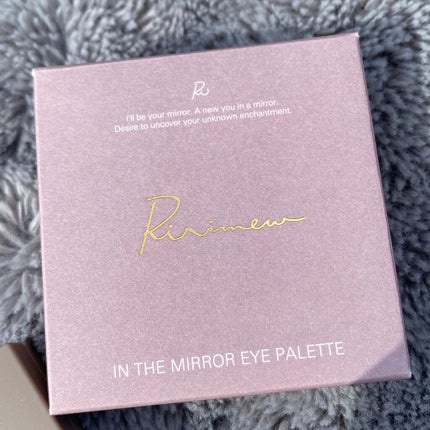 Ri
I'll be your mirror. A new you in a mirror.
Desire to uncover your unknown enchantment.
Ririmew
IN THE MIRROR EYE PALETTE